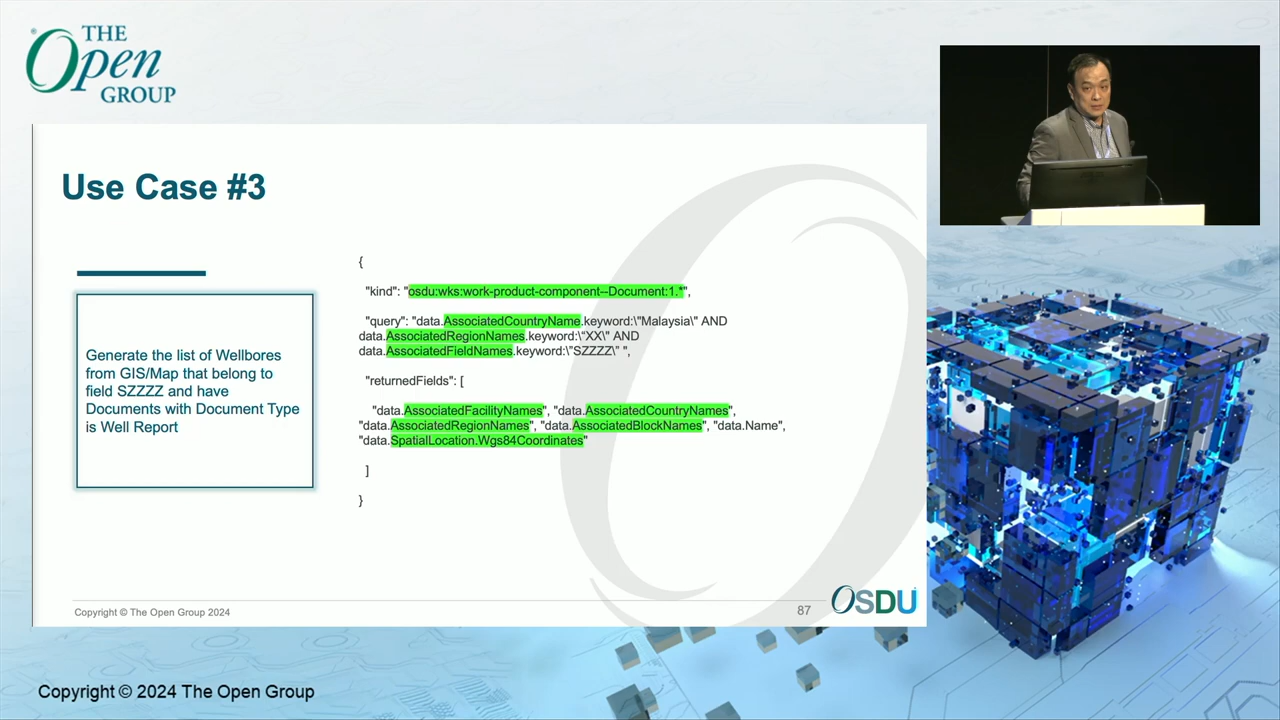 THE
Open
GROUP
Use Case #3
Generate the list of Wellbores
from GIS/Map that belong to
field SZZZZ and have
Documents with Document Type
is Well Report
{
"kind": "osdu:wks:work-product-component--Document:1.*",
"query": "data.AssociatedCountryName.keyword:\"Malaysia\" AND
data.AssociatedRegionNames.keyword:\"XX\" AND
data.AssociatedFieldNames.keyword:\"SZZZZ\" ",
"returnedFields": [
"data.AssociatedFacilityNames", "data.AssociatedCountryNames",
"data.AssociatedRegionNames", "data.AssociatedBlockNames", "data.Name",
"data.SpatialLocation.Wgs84Coordinates"
]
}
Copyright © The Open Group 2024
87
OSDU
Copyright © 2024 The Open Group